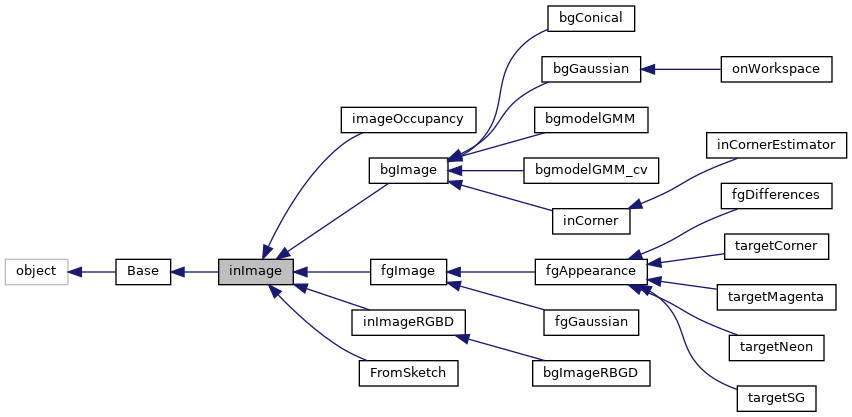 bgConical
bgGaussian
onWorkspace
imageOccupancy
bgmodelGMM
inCornerEstimator
bgImage
bgmodelGMM_cv
fgDifferences
inCorner
targetCorner
object
Base
inImage
fgImage
fgAppearance
targetMagenta
inImageRGBD
fgGaussian
targetNeon
FromSketch
bgImageRBGD
targetSG